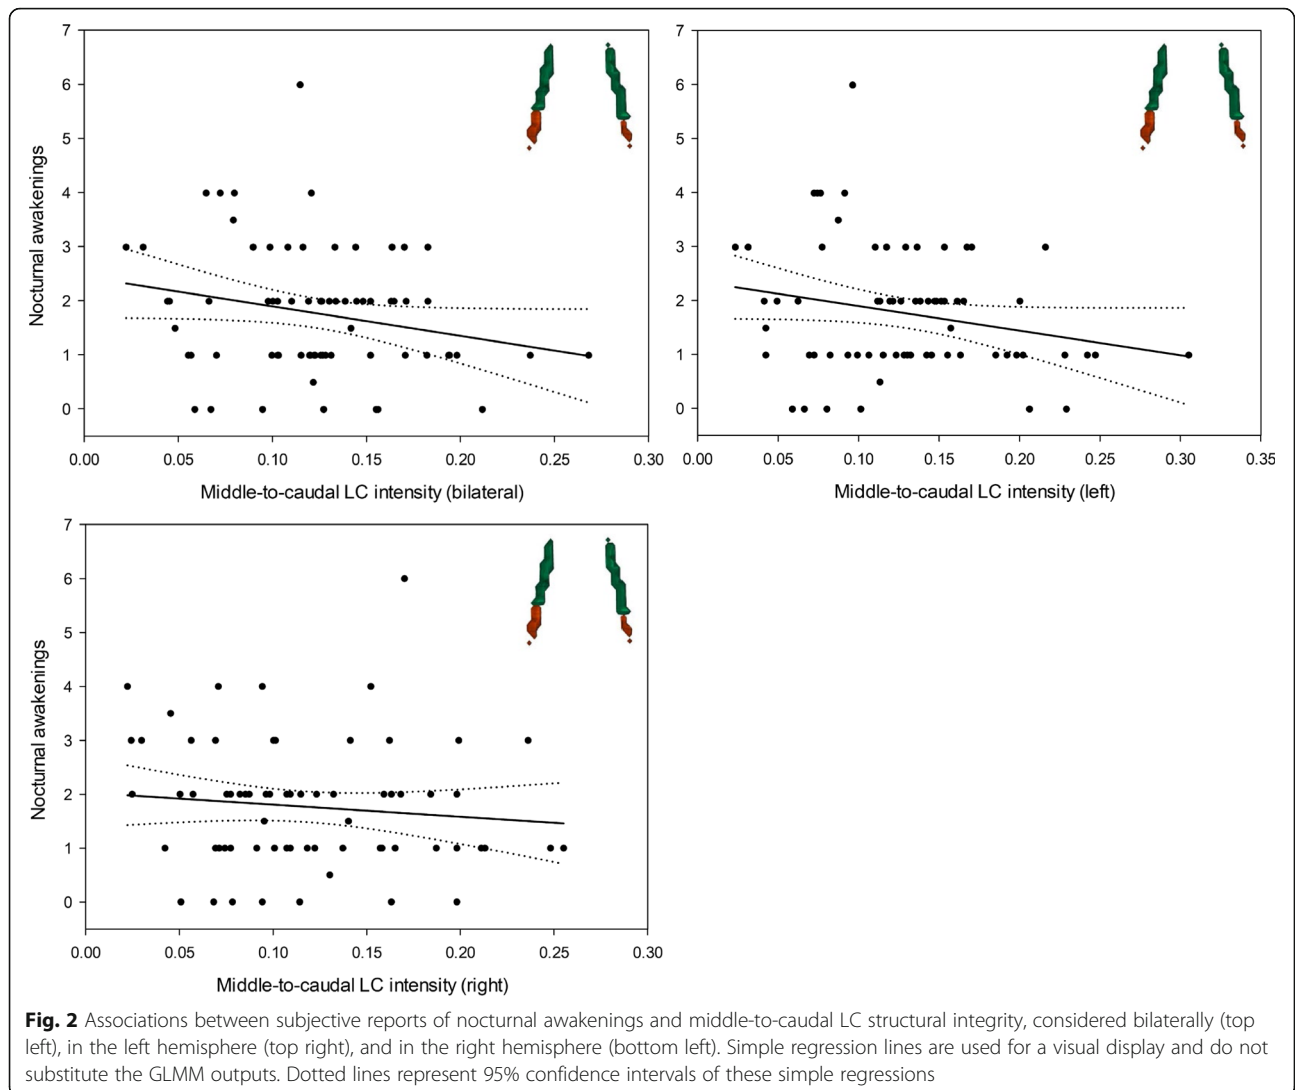 7
6
5
4
3
2
1
0
Nocturnal awakenings
0.00 0.05 0.10 0.15 0.20 0.25 0.30
Middle-to-caudal LC intensity (bilateral)
7
6
5
4
3
2
1
0
0.00 0.05 0.10 0.15 0.20 0.25 0.30 0.35
Middle-to-caudal LC intensity (left)
7
6
5
4
3
2
1
0
Nocturnal awakenings
0.00 0.05 0.10 0.15 0.20 0.25 0.30
Middle-to-caudal LC intensity (right)
Fig. 2 Associations between subjective reports of nocturnal awakenings and middle-to-caudal LC structural integrity, considered bilaterally (top
left), in the left hemisphere (top right), and in the right hemisphere (bottom left). Simple regression lines are used for a visual display and do not
substitute the GLMM outputs. Dotted lines represent 95% confidence intervals of these simple regressions